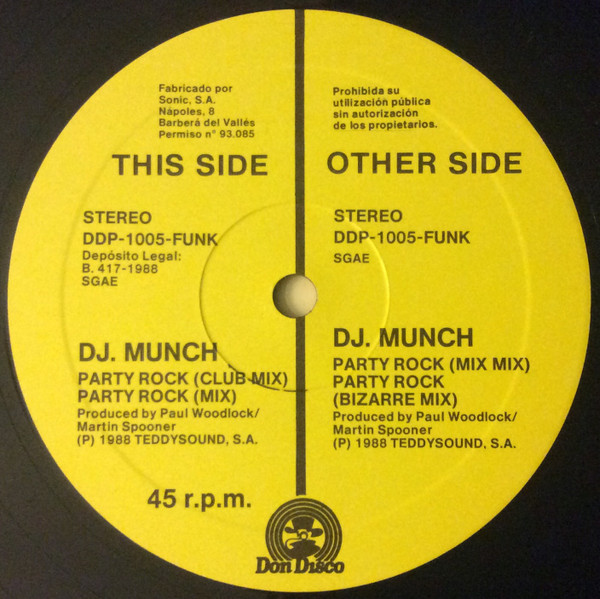 Fabricado por
Sonic, S.A.
Nápoles, 8
Barberá del Vallés
Permiso n° 93.085
THIS SIDE
STEREO
DDP-1005-FUNK
Depósito Legal:
B. 417-1988
SGAE
DJ. MUNCH
PARTY ROCK (CLUB MIX)
PARTY ROCK (MIX)
Produced by Paul Woodlock/
Martin Spooner
(P) 1988 TEDDYSOUND, S.A.
45 r.p.m.
Prohibida su
utilización pública
sin autorización
de los propietarios.
OTHER SIDE
STEREO
DDP-1005-FUNK
SGAE
DJ. MUNCH
PARTY ROCK (MIX MIX)
PARTY ROCK
(BIZARRE MIX)
Produced by Paul Woodlock/
Martin Spooner
(P) 1988 TEDDYSOUND, S.A.
Don Disco